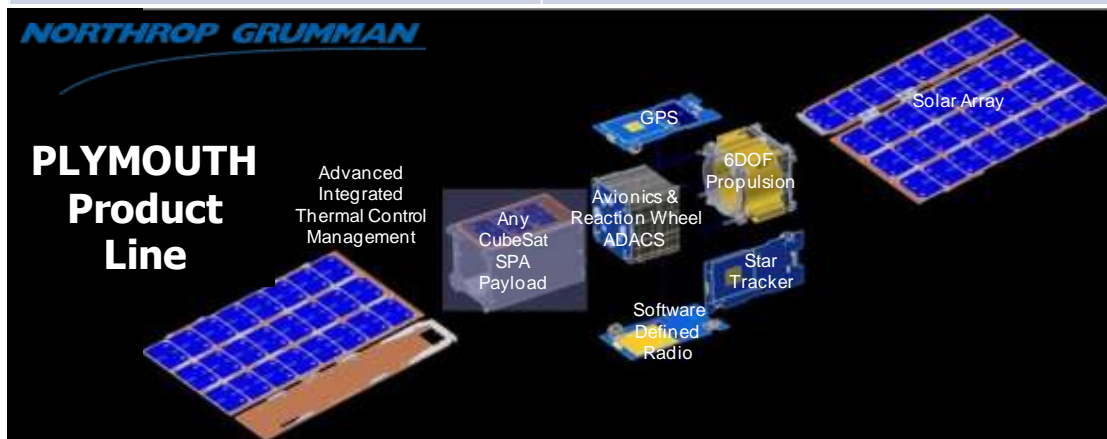 NORTHROP GRUMMAN
PLYMOUTH
Product
Line
Advanced
Integrated
Thermal Control
Management
Any
CubeSat
SPA
Payload
GPS
Avionics &
Reaction Wheel
ADACS
6DOF
Propulsion
Solar Array
Star
Tracker
Software
Defined
Radio